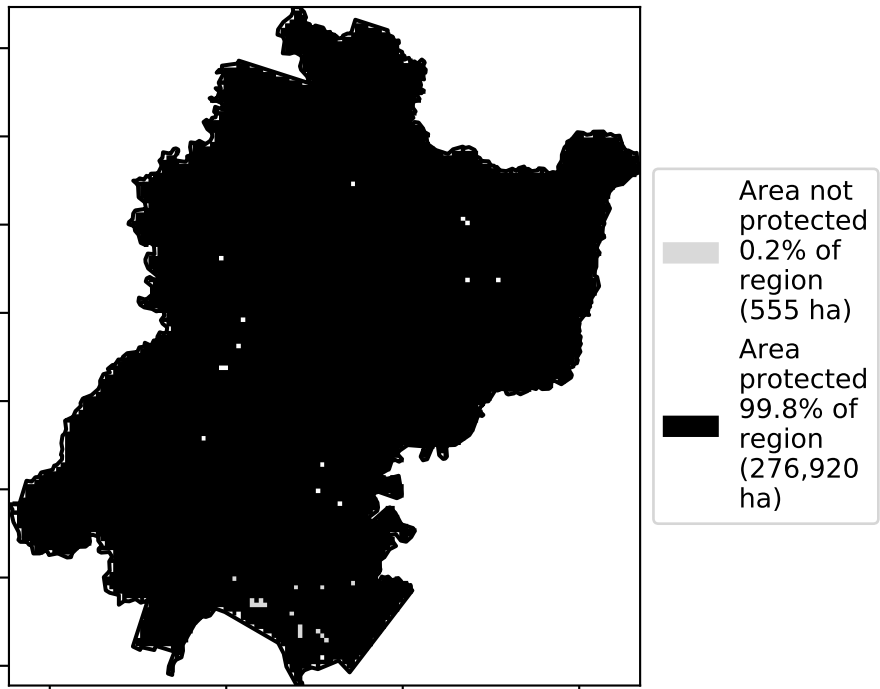 Area not
protected
0.2% of
region
(555 ha)
Area
protected
99.8% of
region
(276,920
ha)